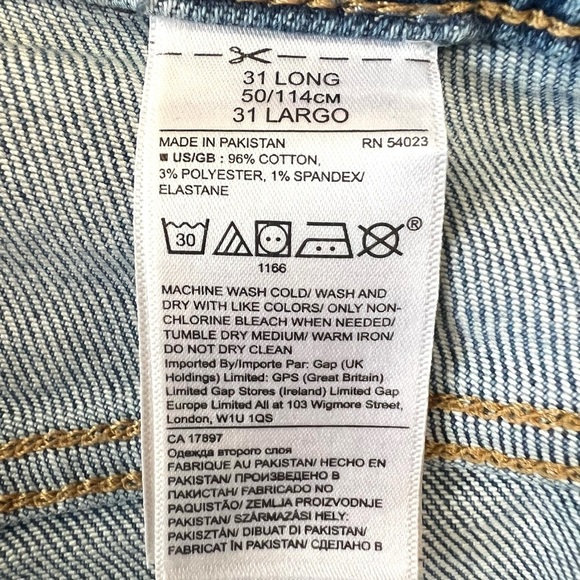 31 LONG
50/114CM
31 LARGO
MADE IN PAKISTAN RN 54023
US/GB : 96% COTTON,
3% POLYESTER, 1% SPANDEX/
ELASTANE
30 ®
1166
MACHINE WASH COLD/ WASH AND
DRY WITH LIKE COLORS/ ONLY NON-
CHLORINE BLEACH WHEN NEEDED/
TUMBLE DRY MEDIUM/ WARM IRON/
DO NOT DRY CLEAN
Imported By/Importe Par: Gap (UK
Holdings) Limited: GPS (Great Britain)
Limited Gap Stores (Ireland) Limited Gap
Europe Limited All at 103 Wigmore Street,
London, W1U 1QS
CA 17897
Одежда второго слоя
FABRIQUE AU PAKISTAN/ HECHO EN
PAKISTAN/ ПРОИЗВЕДЕНО В
ПАКИСТАН/ FABRICADO NO
PAQUISTÃO/ ZEMLJA PROIZVODNJE
PAKISTAN/ SZÁRMAZÁSI HELY:
PAKISZTÁN/ DIBUAT DI PAKISTAN/
FABRICAT ÎN PAKISTAN/ СДЕЛАНО В